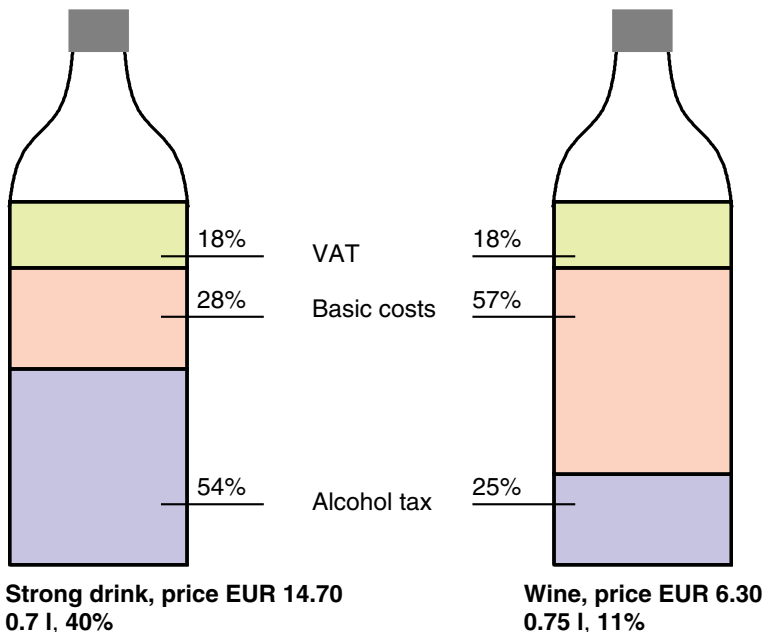 18% VAT 18%
28% Basic costs 57%
54% Alcohol tax 25%
Strong drink, price EUR 14.70
0.7 l, 40%
Wine, price EUR 6.30
0.75 l, 11%